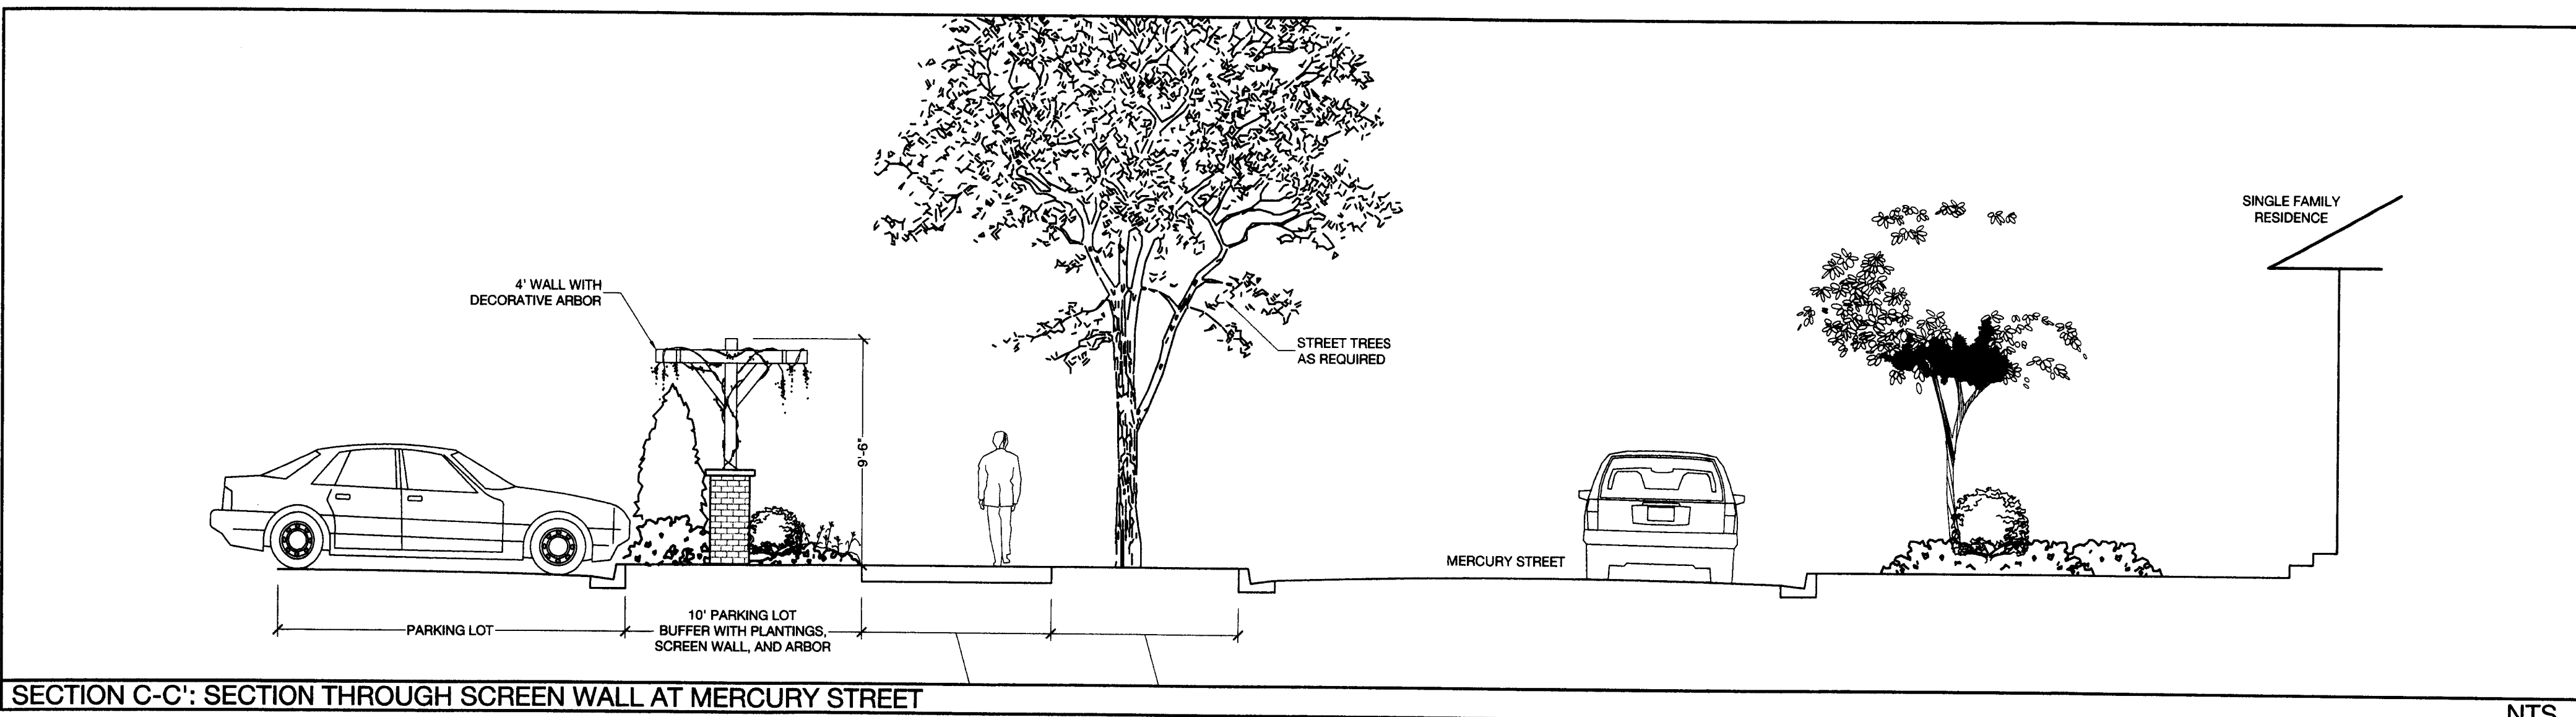 SINGLE FAMILY
RESIDENCE
4' WALL WITH
DECORATIVE ARBOR
STREET TREES
AS REQUIRED
9'-6"
MERCURY STREET
PARKING LOT
10' PARKING LOT
BUFFER WITH PLANTINGS,
SCREEN WALL, AND ARBOR
SECTION C-C': SECTION THROUGH SCREEN WALL AT MERCURY STREET
NTS